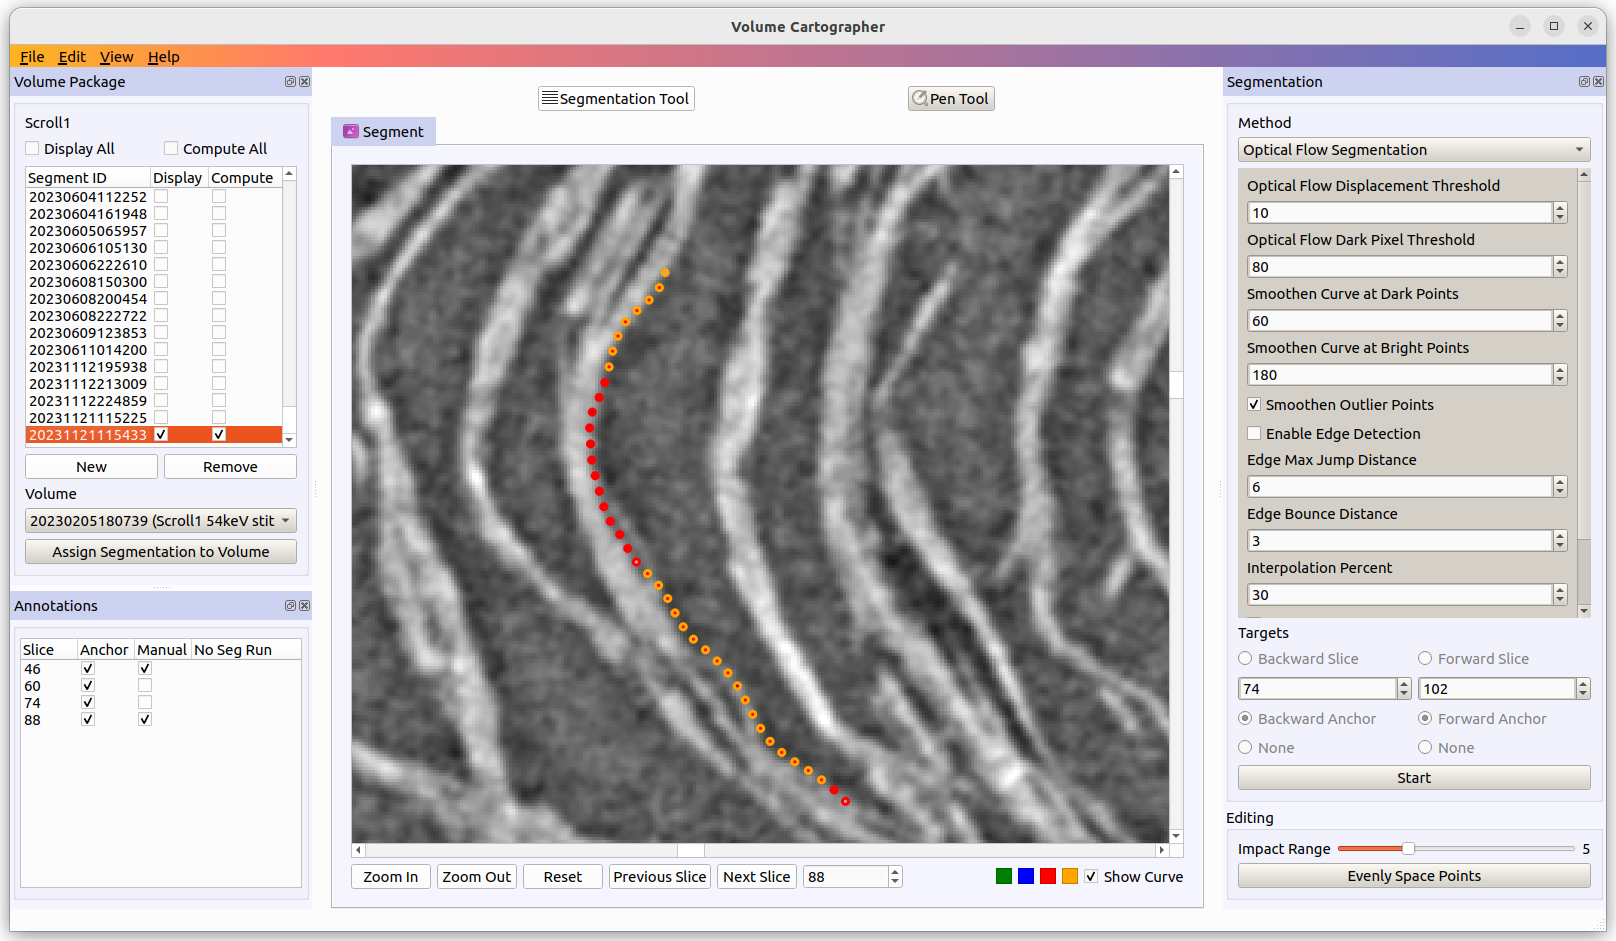 Volume Cartographer
File Edit View Help
Volume Package
Scroll1
Display All Compute All
Segment ID Display Compute
20230604112252
20230604161948
20230605065957
20230606105130
20230606222610
20230608150300
20230608200454
20230608222722
20230609123853
20230611014200
20231112195938
20231112213009
20231112224859
20231121115225
20231121115433
New Remove
Volume
20230205180739 (Scroll1 54keV stit
Assign Segmentation to Volume
Annotations
Slice Anchor Manual No Seg Run
46
60
74
88
Segmentation Tool Pen Tool
Segment
Zoom In Zoom Out Reset Previous Slice Next Slice 88 Show Curve
Segmentation
Method
Optical Flow Segmentation
Optical Flow Displacement Threshold
10
Optical Flow Dark Pixel Threshold
80
Smoothen Curve at Dark Points
60
Smoothen Curve at Bright Points
180
Smoothen Outlier Points
Enable Edge Detection
Edge Max Jump Distance
6
Edge Bounce Distance
3
Interpolation Percent
30
Targets
Backward Slice Forward Slice
74 102
Backward Anchor Forward Anchor
None None
Start
Editing
Impact Range 5
Evenly Space Points